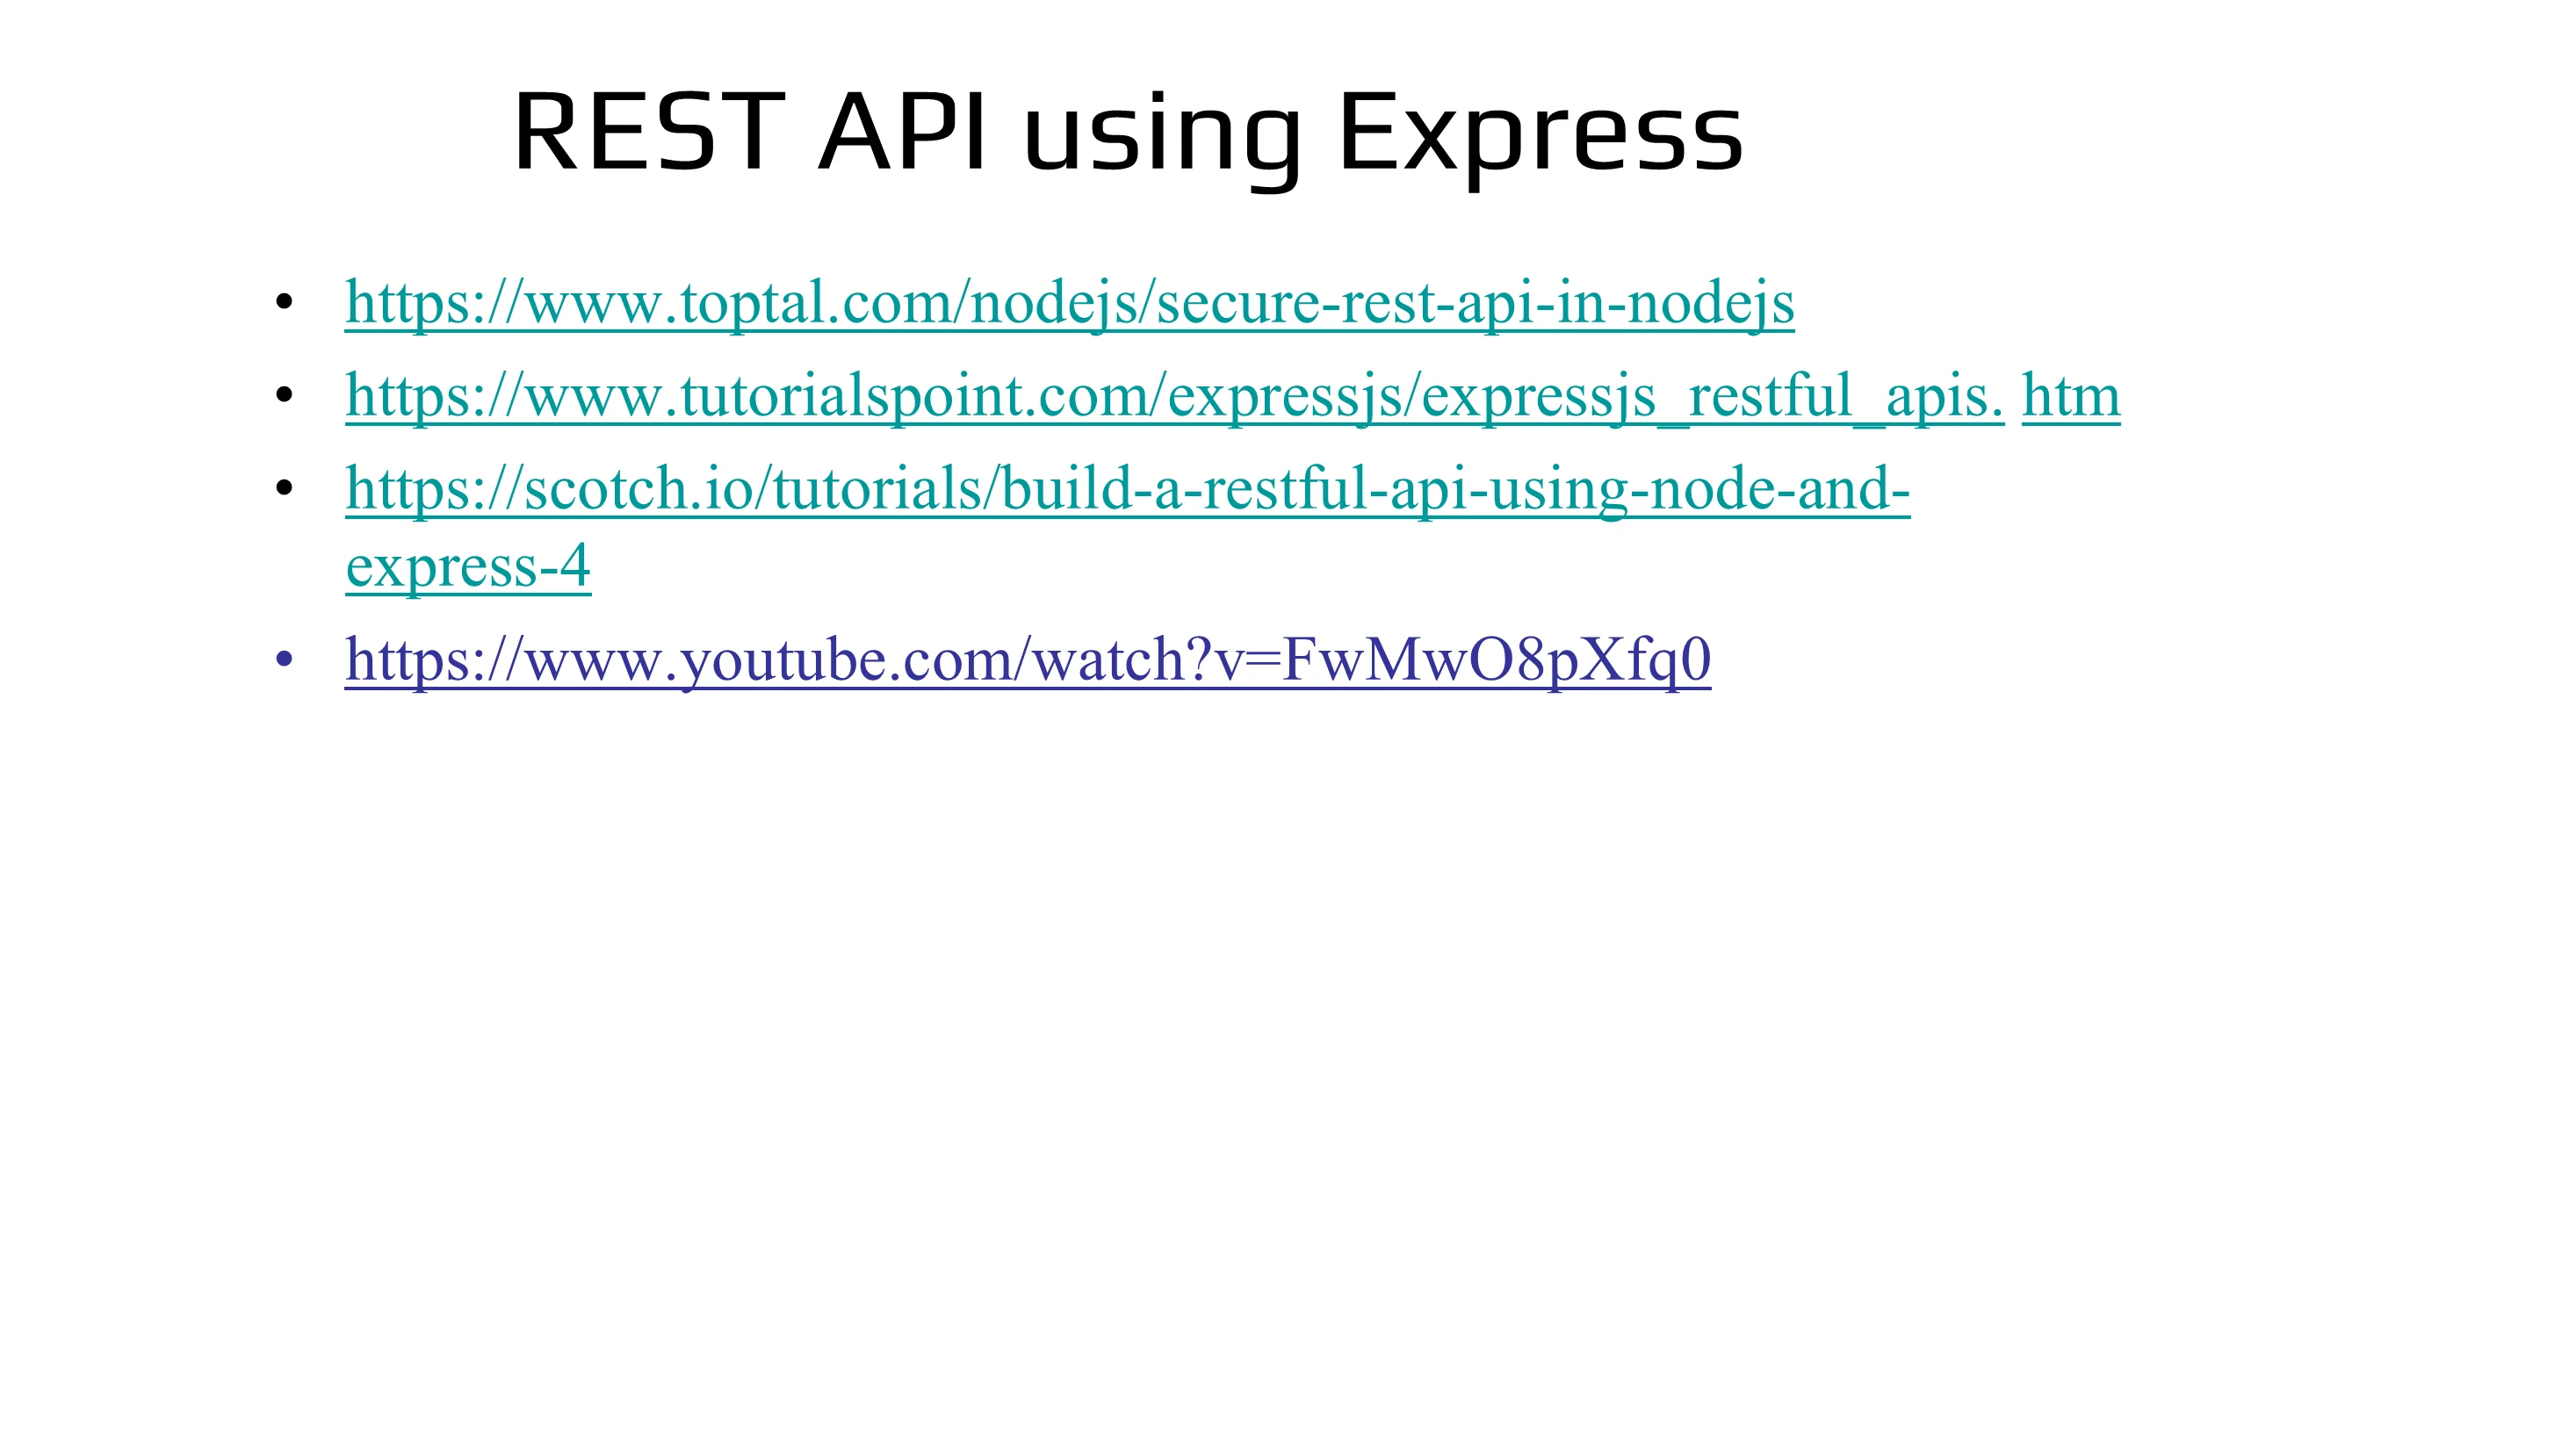 REST API using Express
• https://www.toptal.com/nodejs/secure-rest-api-in-nodejs
• https://www.tutorialspoint.com/expressjs/expressjs_restful_apis. htm
• https://scotch.io/tutorials/build-a-restful-api-using-node-and-
express-4
• https://www.youtube.com/watch?v=FwMwO8pXfq0